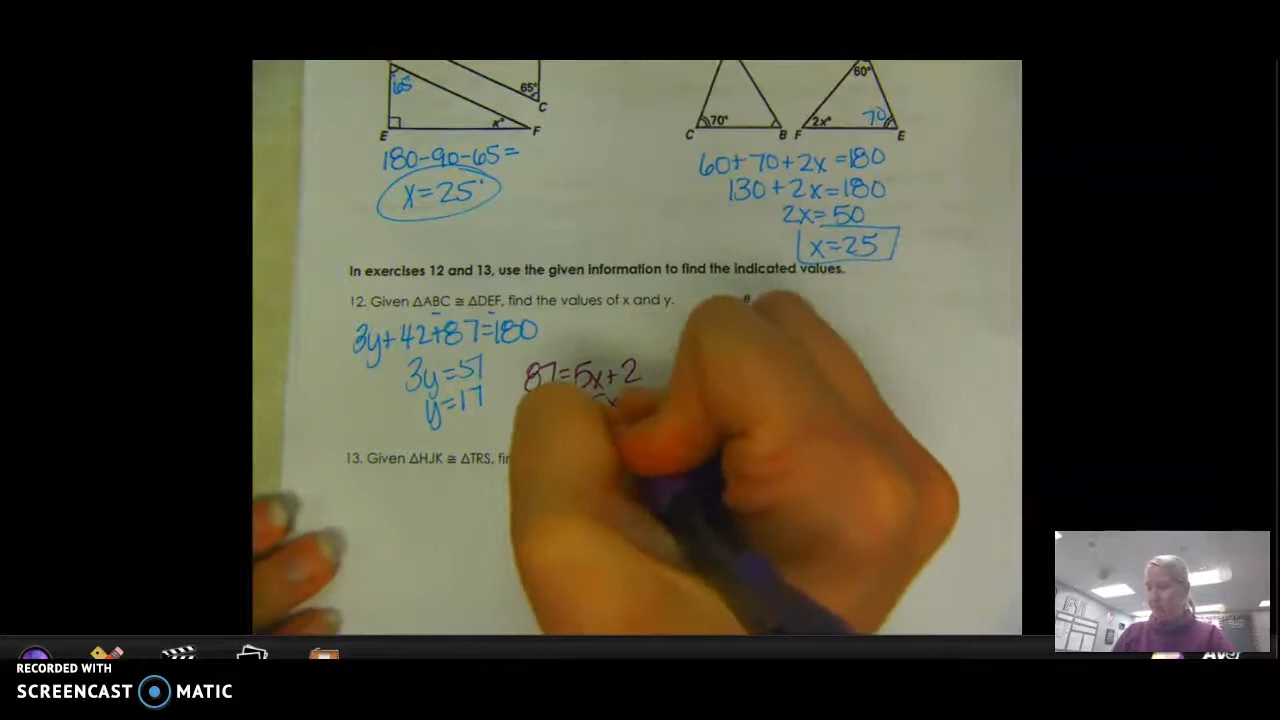 65
65°
C
E
x°
F
C
70°
B
F
2x°
60°
70
E
180-90-65=
x=25°
60+70+2x=180
130+2x=180
2x=50
x=25
In exercises 12 and 13, use the given information to find the indicated values.
12. Given △ABC ≅ △DEF, find the values of x and y.
3y+42+87=180
3y=51
y=17
87=5x+2
13. Given △HJK ≅ △TRS,
RECORDED WITH
SCREENCAST MATIC